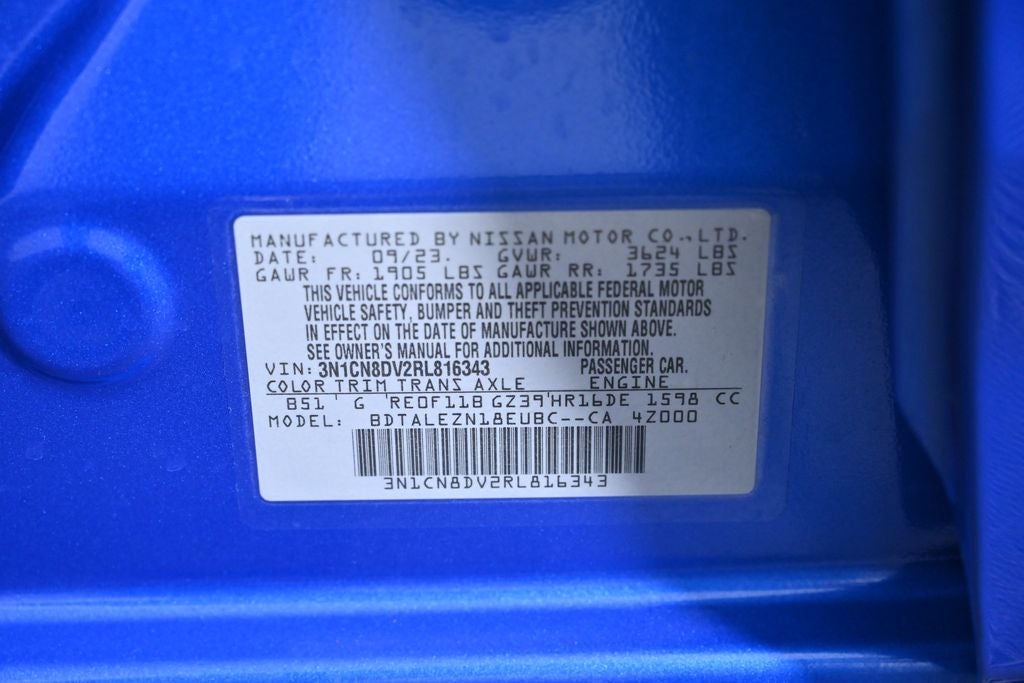 MANUFACTURED BY NISSAN MOTOR CO., LTD.
DATE: 09/23. GVWR: 3624 LBS
GAWR FR: 1905 LBS GAWR RR: 1735 LBS
THIS VEHICLE CONFORMS TO ALL APPLICABLE FEDERAL MOTOR
VEHICLE SAFETY, BUMPER AND THEFT PREVENTION STANDARDS
IN EFFECT ON THE DATE OF MANUFACTURE SHOWN ABOVE.
SEE OWNER'S MANUAL FOR ADDITIONAL INFORMATION.
VIN: 3N1CN8DV2RL816343 PASSENGER CAR.
COLOR TRIM TRANS AXLE ENGINE
B51 G RE0F11B GZ39 HR16DE 1598 CC
MODEL: BDTALEZN18EUBC--CA 4Z000
3N1CN8DV2RL816343